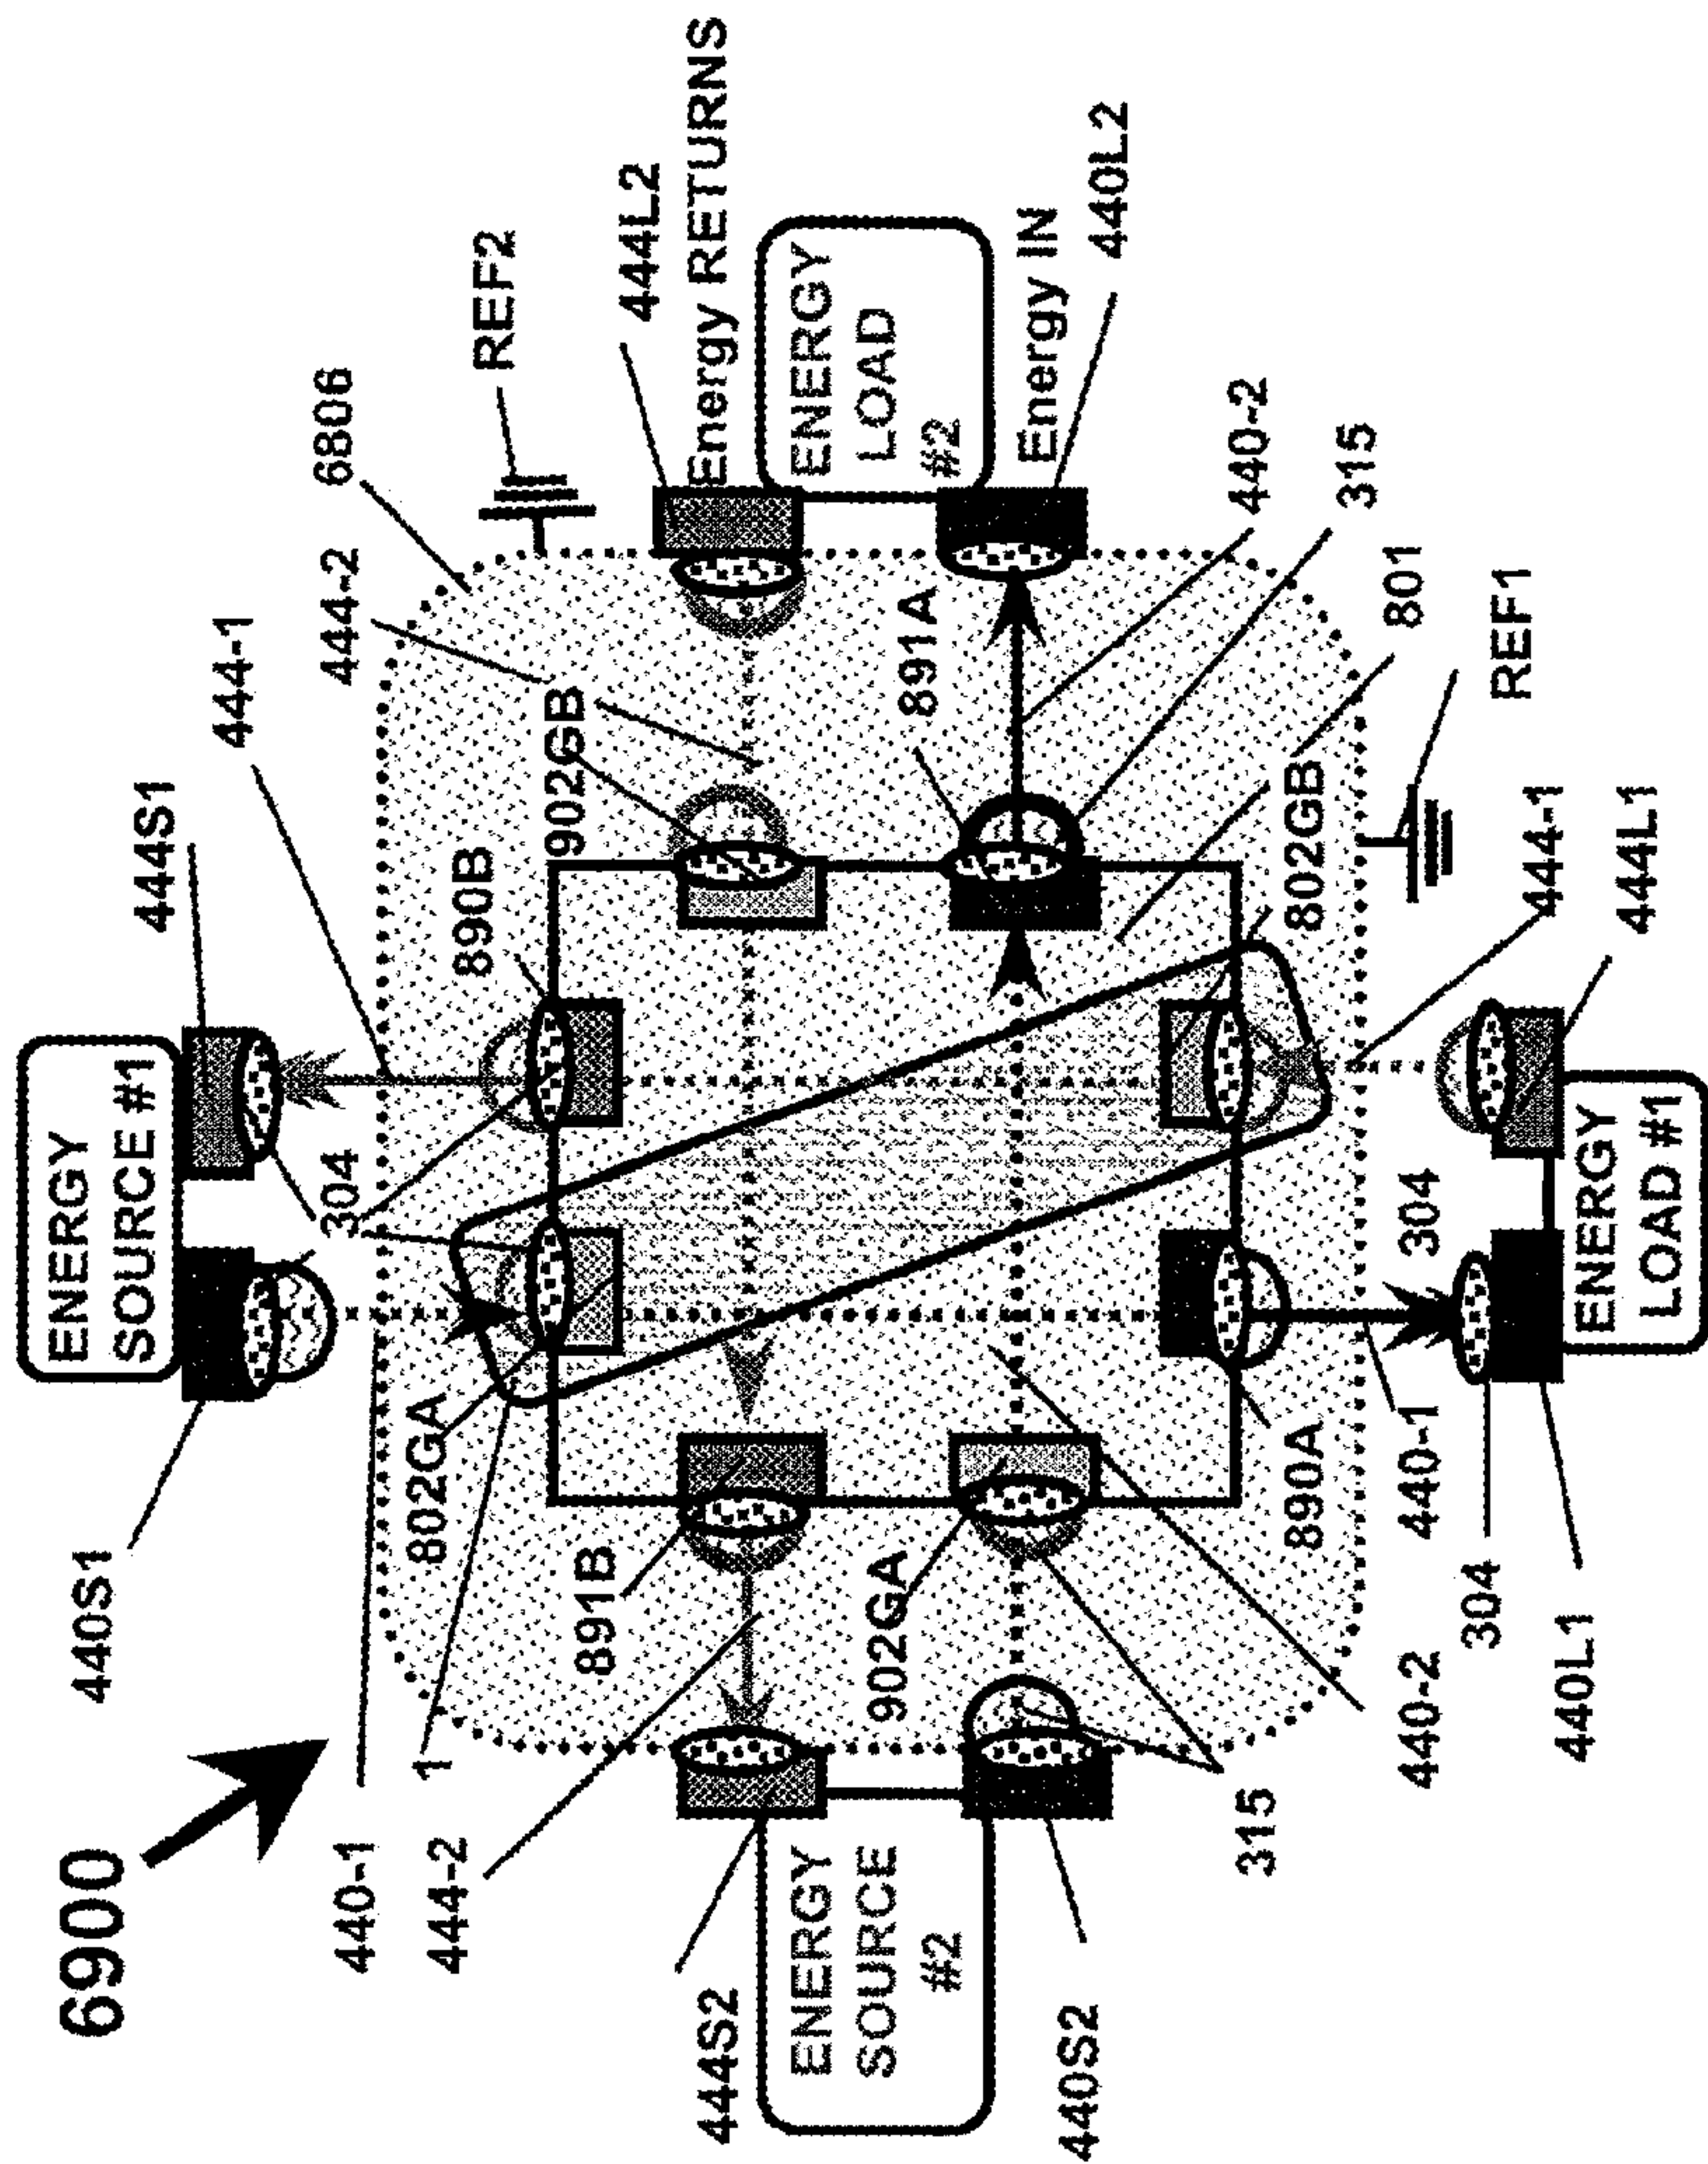 6900
440S1
ENERGY
SOURCE #1
444S1
444-1
440-1
444-2
1
802GA
304
890B
444-2
6806
REF2
902GB
444L2
Energy RETURNS
891B
444S2
ENERGY
SOURCE
#2
440S2
902GA
891A
ENERGY
LOAD
#2
Energy IN
440L2
315
440-2
890A
440-1
304
304
440L1
ENERGY
LOAD #1
802GB
801
315
440-2
REF1
444-1
444L1